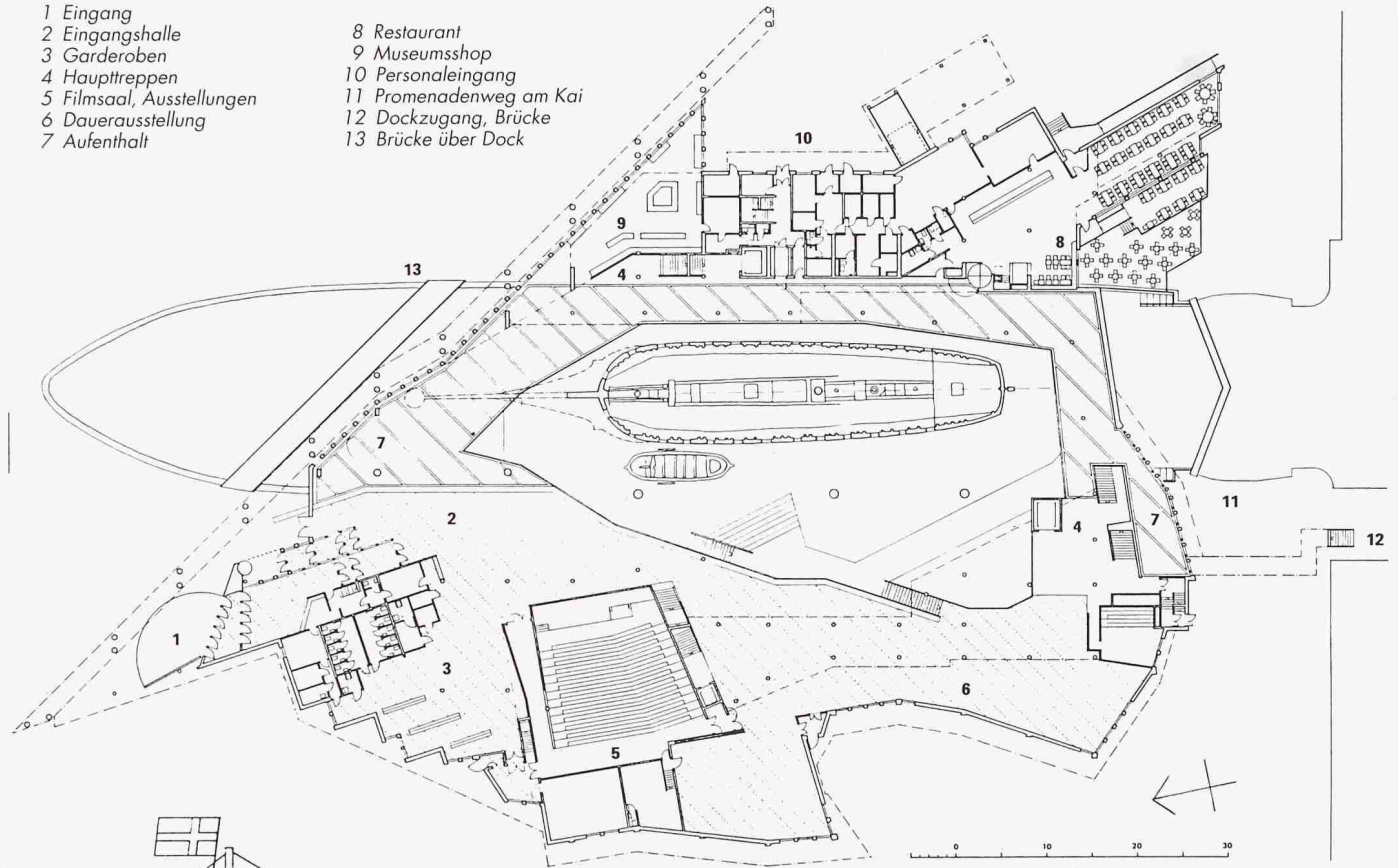 1 Eingang
2 Eingangshalle
3 Garderoben
4 Haupttreppen
5 Filmsaal, Ausstellungen
6 Dauerausstellung
7 Aufenthalt
8 Restaurant
9 Museumsshop
10 Personaleingang
11 Promenadenweg am Kai
12 Dockzugang, Brücke
13 Brücke über Dock
10
9
8
13
4
7
2
11
4
7
12
1
3
6
5
0 10 20 30